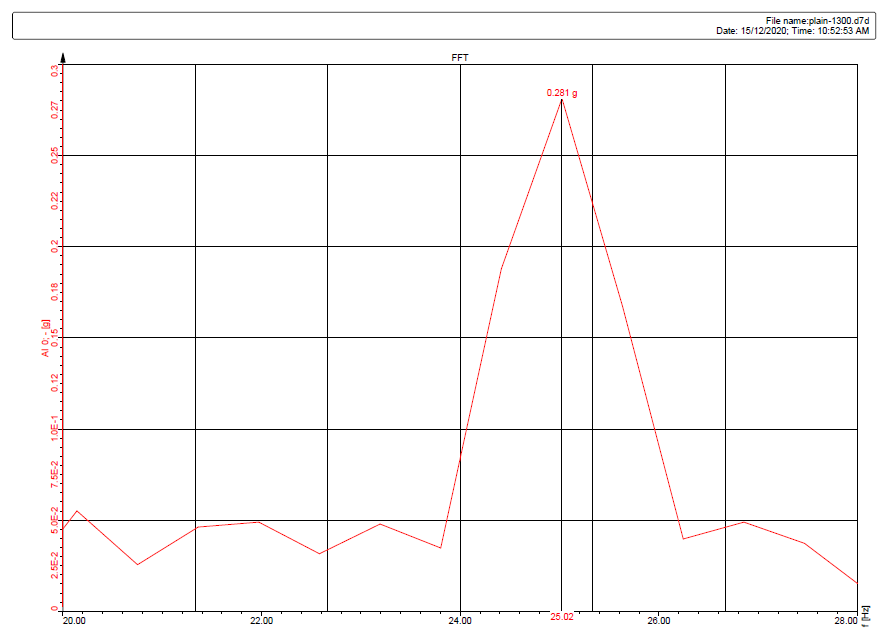 File name:plain-1300.d7d
Date: 15/12/2020; Time: 10:52:53 AM
FFT
0.281 g
AI 0; - [g]
0.3
0.27
0.25
0.22
0.2
0.18
0.15
0.12
1.0E-1
7.5E-2
5.0E-2
2.5E-2
0
20.00 22.00 24.00 25.02 26.00 28.00
f [Hz]